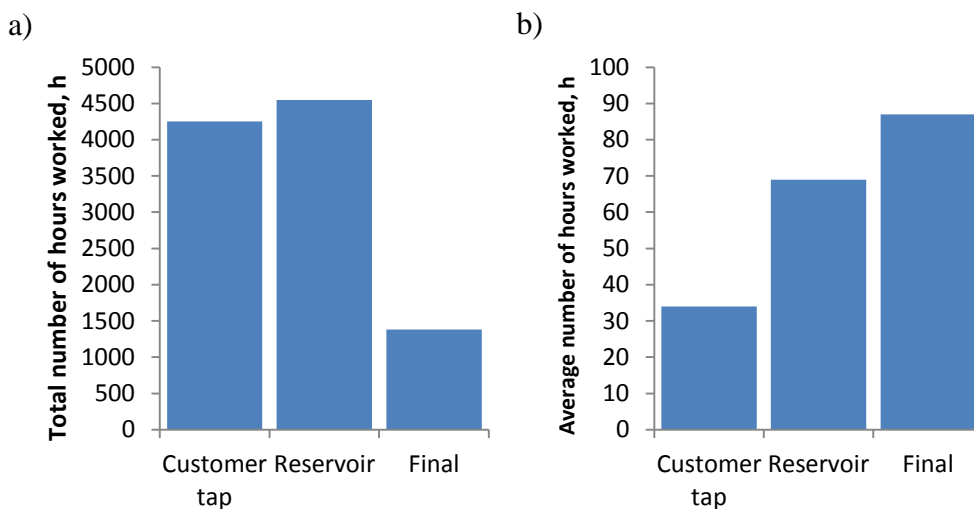 a)
Total number of hours worked, h
5000
4500
4000
3500
3000
2500
2000
1500
1000
500
0
Customer tap
Reservoir
Final
b)
Average number of hours worked, h
100
90
80
70
60
50
40
30
20
10
0
Customer tap
Reservoir
Final